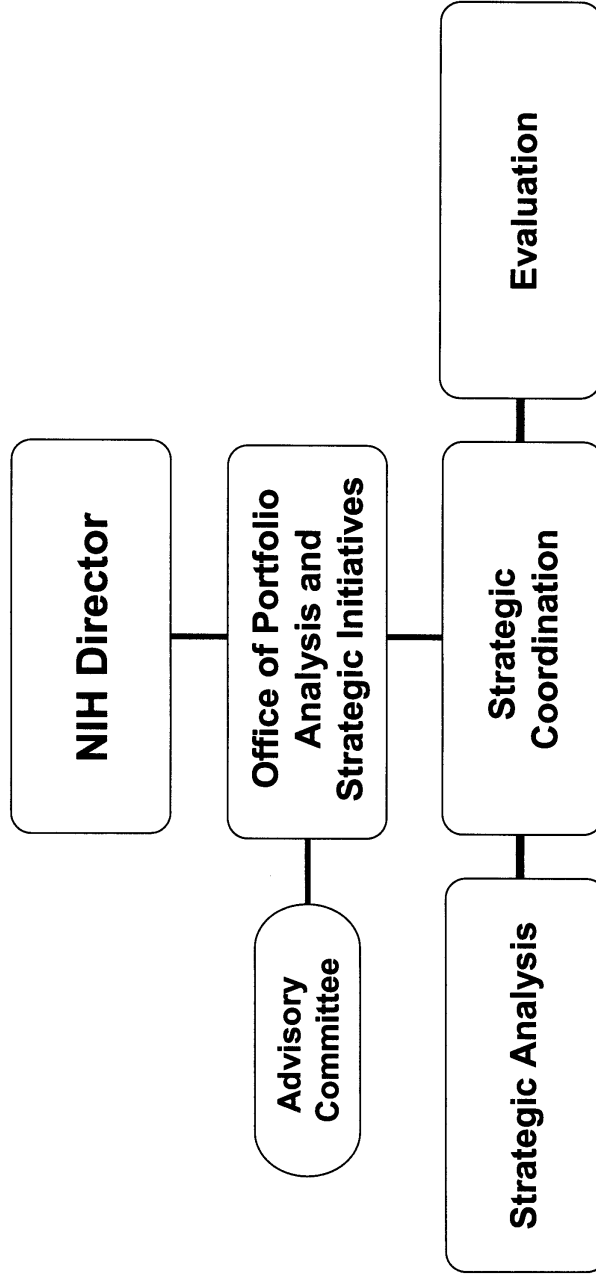 NIH Director
Office of Portfolio
Analysis and
Strategic Initiatives
Advisory
Committee
Strategic Analysis
Strategic
Coordination
Evaluation